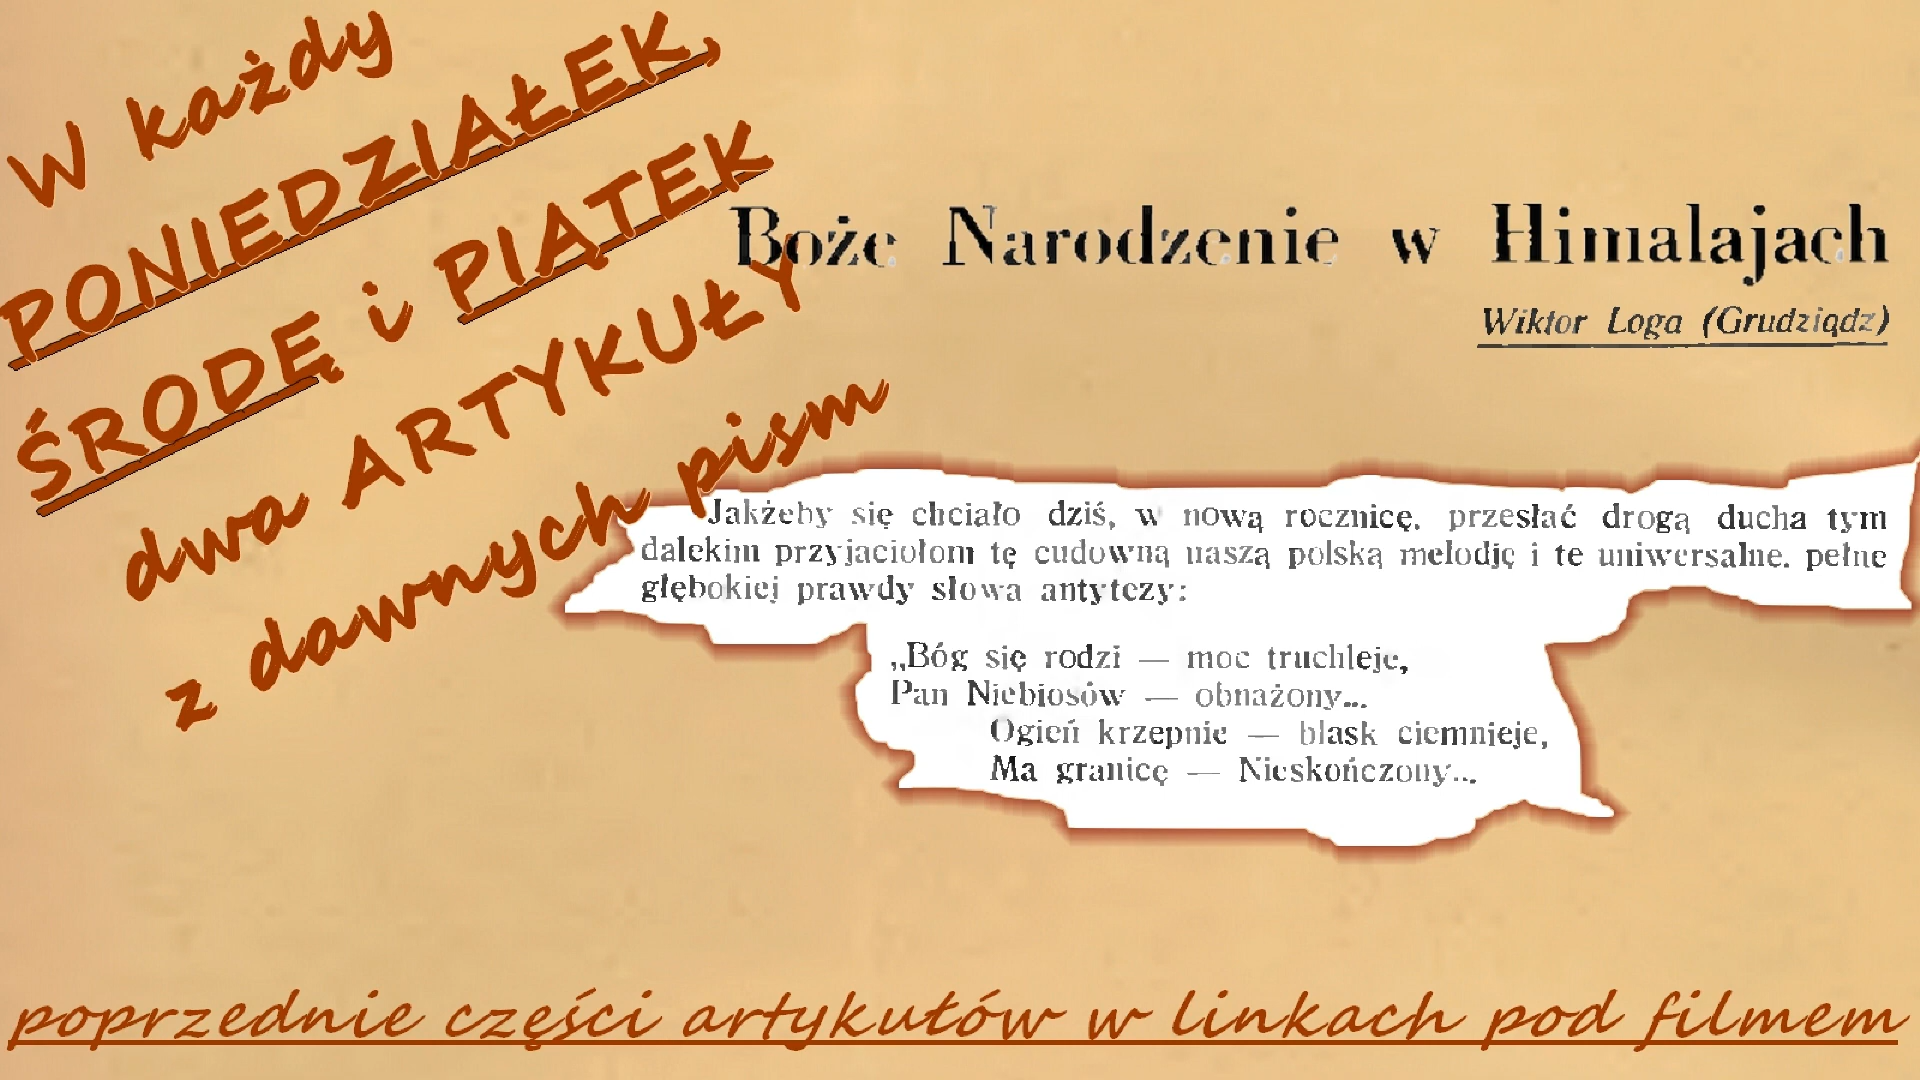 W każdy
PONIEDZIAŁEK,
ŚRODĘ i PIĄTEK
dwa ARTYKUŁY
z dawnych pism
Boże Narodzenie w Himalajach
Wiktor Loga (Grudziądz)
Jakżeby się chciało dziś, w nową rocznicę, przesłać drogą ducha tym
dalekim przyjaciołom tę cudowną naszą polską melodję i te uniwersalne, pełne
głębokiej prawdy słowa antytezy:
„Bóg się rodzi — moc truchleje,
Pan Niebiosów — obnażony...
Ogień krzepnie — blask ciemnieje,
Ma granicę — Nieskończony...
poprzednie części artykułów w linkach pod filmem